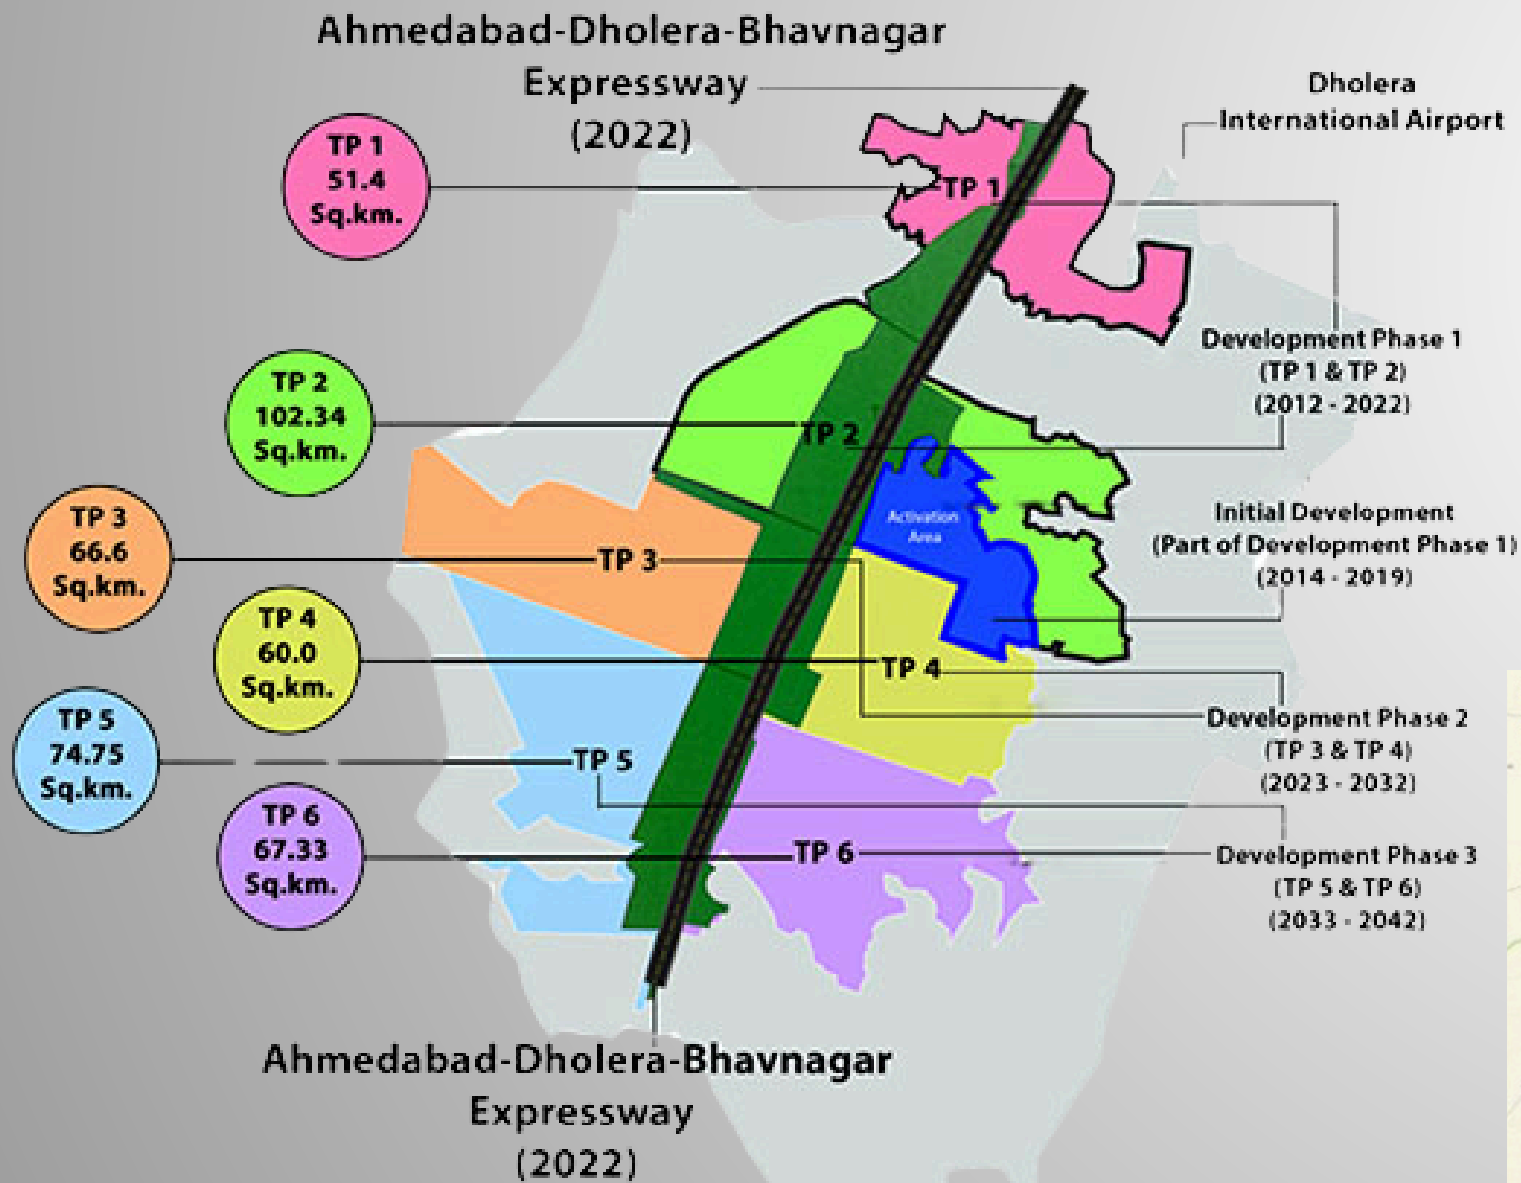 Ahmedabad-Dholera-Bhavnagar
Expressway
(2022)
Dholera
International Airport
TP 1
51.4
Sq.km.
TP 1
Development Phase 1
(TP 1 & TP 2)
(2012 - 2022)
TP 2
102.34
Sq.km.
TP 2
TP 3
66.6
Sq.km.
TP 3
Activation
Area
Initial Development
(Part of Development Phase 1)
(2014 - 2019)
TP 4
60.0
Sq.km.
TP 4
Development Phase 2
(TP 3 & TP 4)
(2023 - 2032)
TP 5
74.75
Sq.km.
TP 5
TP 6
67.33
Sq.km.
TP 6
Development Phase 3
(TP 5 & TP 6)
(2033 - 2042)
Ahmedabad-Dholera-Bhavnagar
Expressway
(2022)